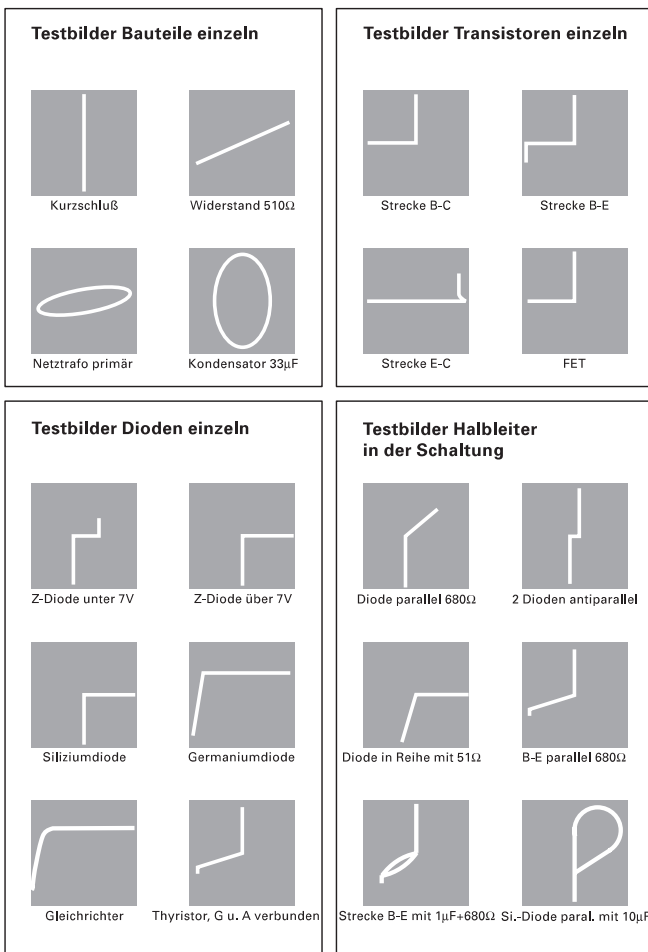 Testbilder Bauteile einzeln
Kurzschluß
Widerstand 510Ω
Netztrafo primär
Kondensator 33µF
Testbilder Transistoren einzeln
Strecke B-C
Strecke B-E
Strecke E-C
FET
Testbilder Dioden einzeln
Z-Diode unter 7V
Z-Diode über 7V
Siliziumdiode
Germaniumdiode
Gleichrichter
Thyristor, G u. A verbunden
Testbilder Halbleiter
in der Schaltung
Diode parallel 680Ω
2 Dioden antiparallel
Diode in Reihe mit 51Ω
B-E parallel 680Ω
Strecke B-E mit 1µF+680Ω
Si.-Diode paral. mit 10µF